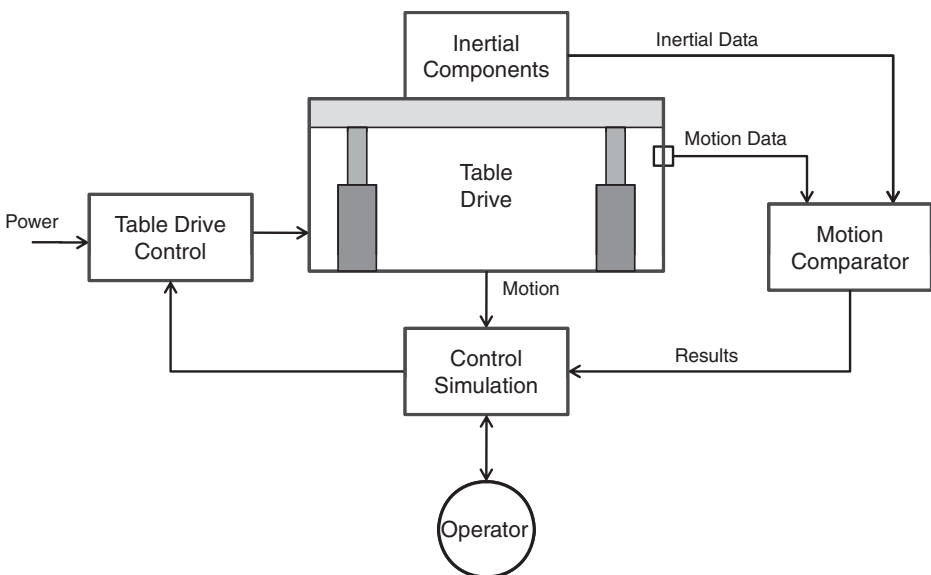 Inertial
Components
Inertial Data
Motion Data
Table
Drive
Power
Table Drive
Control
Motion
Comparator
Motion
Control
Simulation
Results
Operator